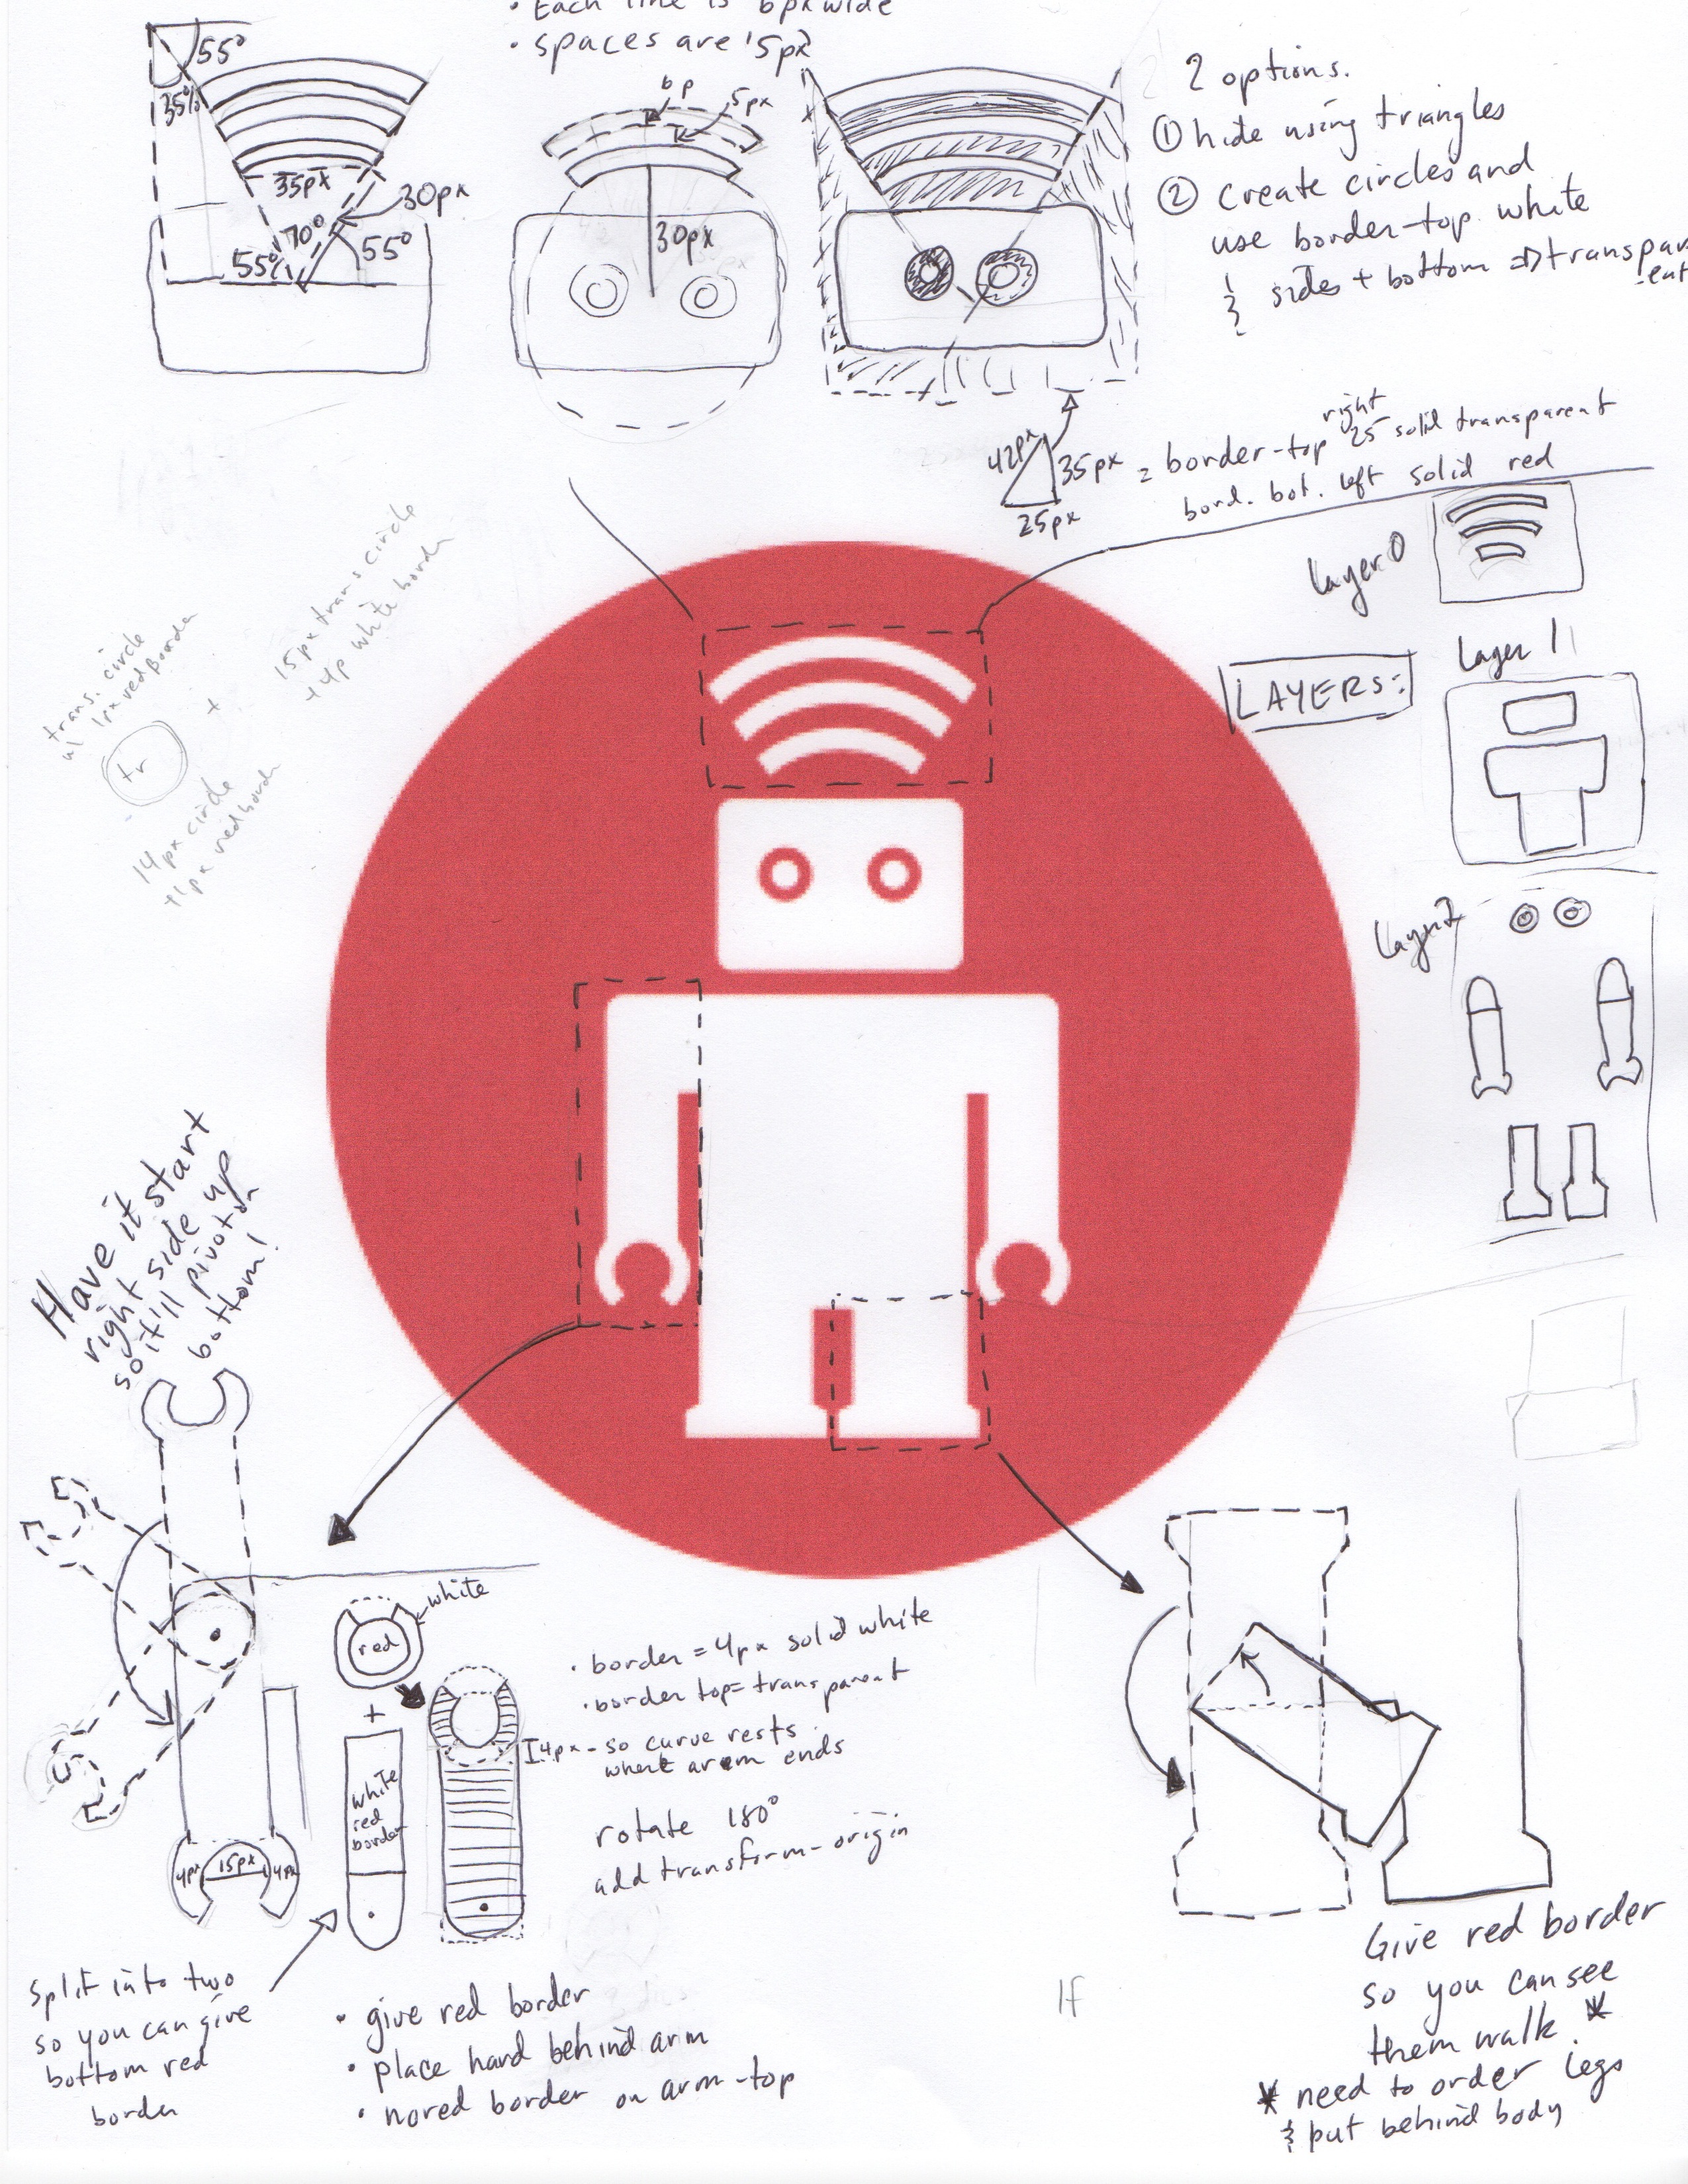 • Each line is 6px wide
• spaces are 5px
55°
35%
35px
30px
70°
55°
55°
6p
5px
30px
2 options.
① hide using triangles
② create circles and
use border-top white
& sides + bottom => transpar
-ent
42px
35px
25px
= border-top right 25 solid transparent
bord. bot. left solid red
Layer 0
LAYERS:
Layer 1
Layer 2
15px trans circle
+ 4p white border
trans. circle
w/ 1px red border
tr
+
14px circle
+1px red border
Have it start
right side up
so it'll pivot on
bottom!
white
red
+
white
red
border
4px
15px
4px
• border = 4px solid white
• border top = transparent
4px - so curve rests
where arm ends
rotate 180°
add transform-origin
split into two
so you can give
bottom red
border
• give red border
• place hand behind arm
• no red border on arm-top
If
Give red border
so you can see
them walk. *
* need to order legs
& put behind body